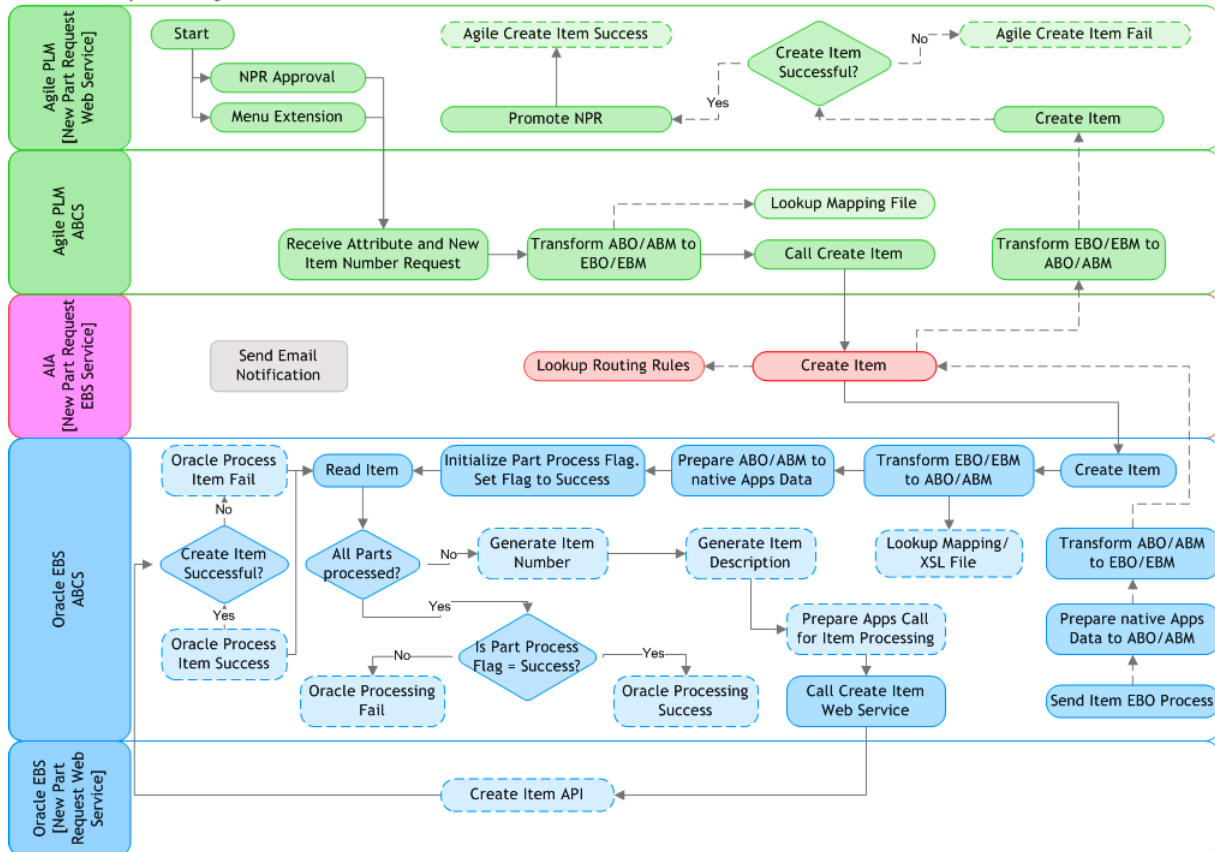 Agile PLM
[New Part Request
Web Service]
Start
NPR Approval
Menu Extension
Agile Create Item Success
Promote NPR
Yes
Create Item
Successful?
No
Agile Create Item Fail
Create Item
Agile PLM
ABCS
Receive Attribute and New
Item Number Request
Transform ABO/ABM to
EBO/EBM
Lookup Mapping File
Call Create Item
Transform EBO/EBM to
ABO/ABM
AIA
[New Part Request
EBS Service]
Send Email
Notification
Lookup Routing Rules
Create Item
Oracle EBS
ABCS
Oracle Process
Item Fail
No
Create Item
Successful?
Yes
Oracle Process
Item Success
Read Item
Initialize Part Process Flag.
Set Flag to Success
Prepare ABO/ABM to
native Apps Data
Transform EBO/EBM
to ABO/ABM
Create Item
All Parts
processed?
No
Generate Item
Number
Generate Item
Description
Lookup Mapping/
XSL File
Transform ABO/ABM
to EBO/EBM
Yes
Is Part Process
Flag = Success?
No
Yes
Oracle Processing
Fail
Oracle Processing
Success
Prepare Apps Call
for Item Processing
Call Create Item
Web Service
Prepare native Apps
Data to ABO/ABM
Send Item EBO Process
Oracle EBS
[New Part
Request Web
Service]
Create Item API